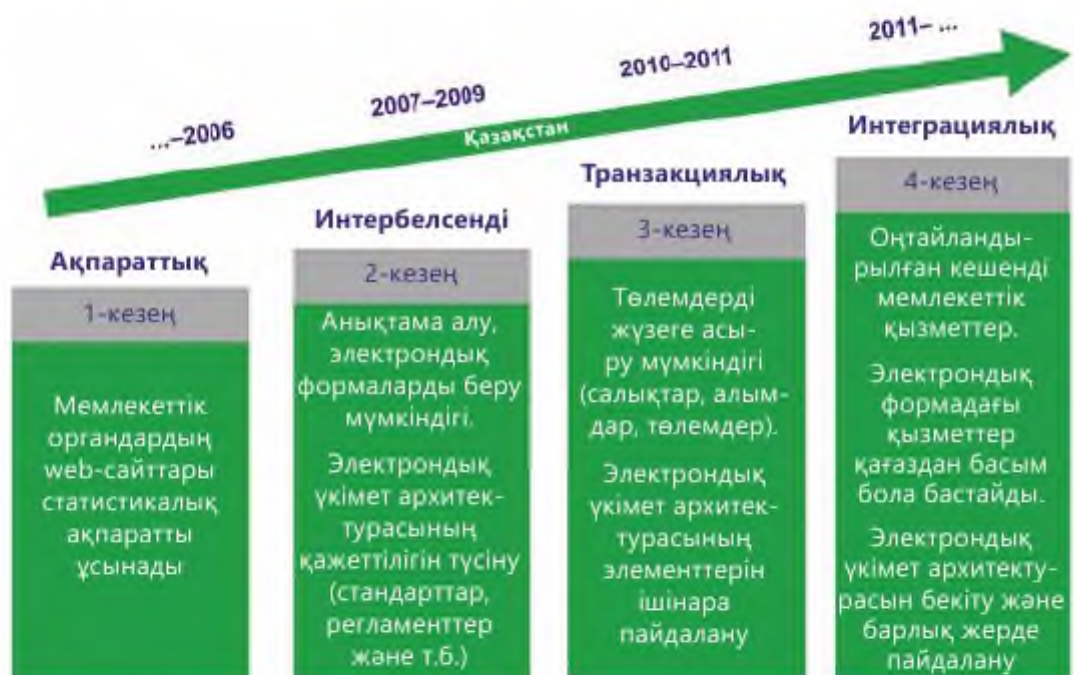 ...–2006
2007–2009
2010–2011
2011– ...
Қазақстан
Ақпараттық
1-кезең
Мемлекеттік
органдардың
web-сайттары
статистикалық
ақпаратты
ұсынады
Интербелсенді
2-кезең
Анықтама алу,
электрондық
формаларды беру
мүмкіндігі.
Электрондық
үкімет архитек-
турасының
қажеттілігін түсіну
(стандарттар,
регламенттер
және т.б.)
Транзакциялық
3-кезең
Төлемдерді
жүзеге асы-
ру мүмкіндігі
(салықтар, алым-
дар, төлемдер).
Электрондық
үкімет архитек-
турасының
элементтерін
ішінара
пайдалану
Интеграциялық
4-кезең
Оңтайланды-
рылған кешенді
мемлекеттік
қызметтер.
Электрондық
формадағы
қызметтер
қағаздан басым
бола бастайды.
Электрондық
үкімет архитекту-
расын бекіту және
барлық жерде
пайдалану